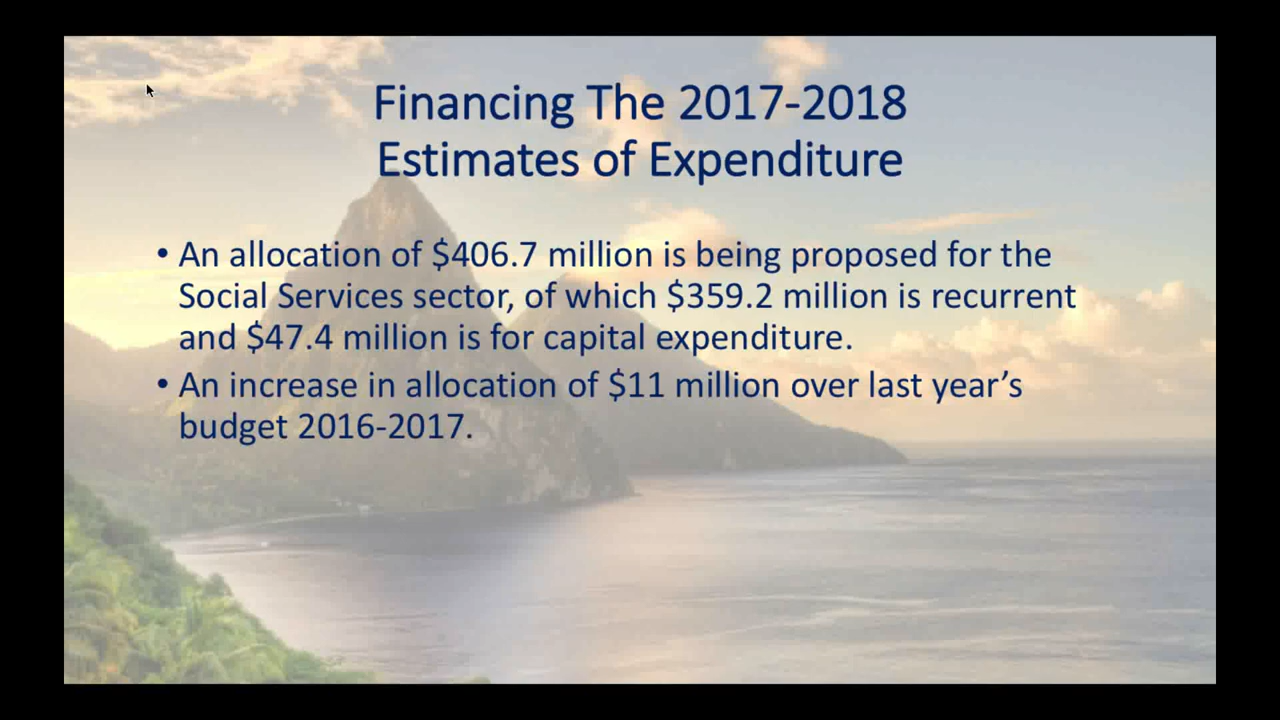 Financing The 2017-2018
Estimates of Expenditure
• An allocation of $406.7 million is being proposed for the
Social Services sector, of which $359.2 million is recurrent
and $47.4 million is for capital expenditure.
• An increase in allocation of $11 million over last year’s
budget 2016-2017.